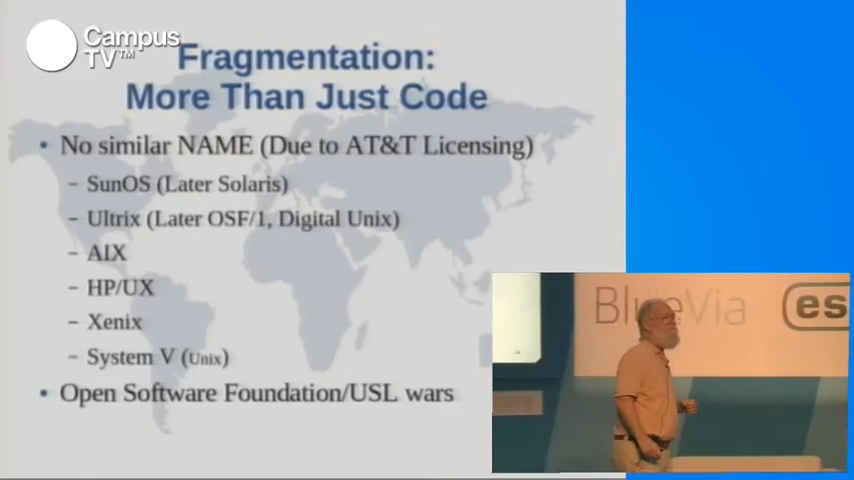 Campus
TV™
Fragmentation:
More Than Just Code
• No similar NAME (Due to AT&T Licensing)
– SunOS (Later Solaris)
– Ultrix (Later OSF/1, Digital Unix)
– AIX
– HP/UX
– Xenix
– System V (Unix)
• Open Software Foundation/USL wars
BlueVia
es